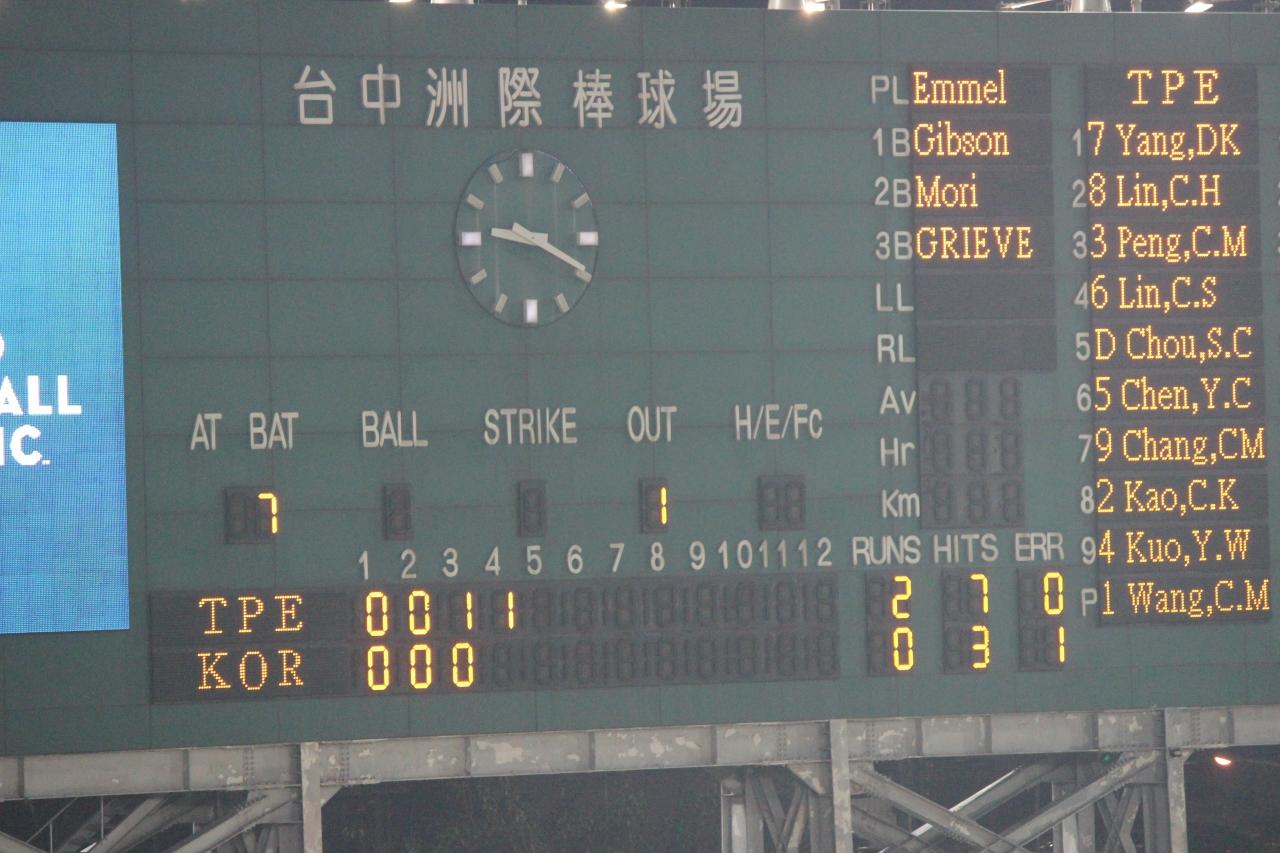 台中洲際棒球場
ALL
IC.
PL Emmel
1B Gibson
2B Mori
3B GRIEVE
LL
RL
Av
Hr
Km
TPE
1 7 Yang,DK
2 8 Lin,C.H
3 3 Peng,C.M
4 6 Lin,C.S
5 D Chou,S.C
6 5 Chen,Y.C
7 9 Chang,CM
8 2 Kao,C.K
9 4 Kuo,Y.W
P 1 Wang,C.M
AT BAT BALL STRIKE OUT H/E/Fc
7 1
1 2 3 4 5 6 7 8 9 10 11 12 RUNS HITS ERR
TPE 0 0 1 1 2 7 0
KOR 0 0 0 0 3 1